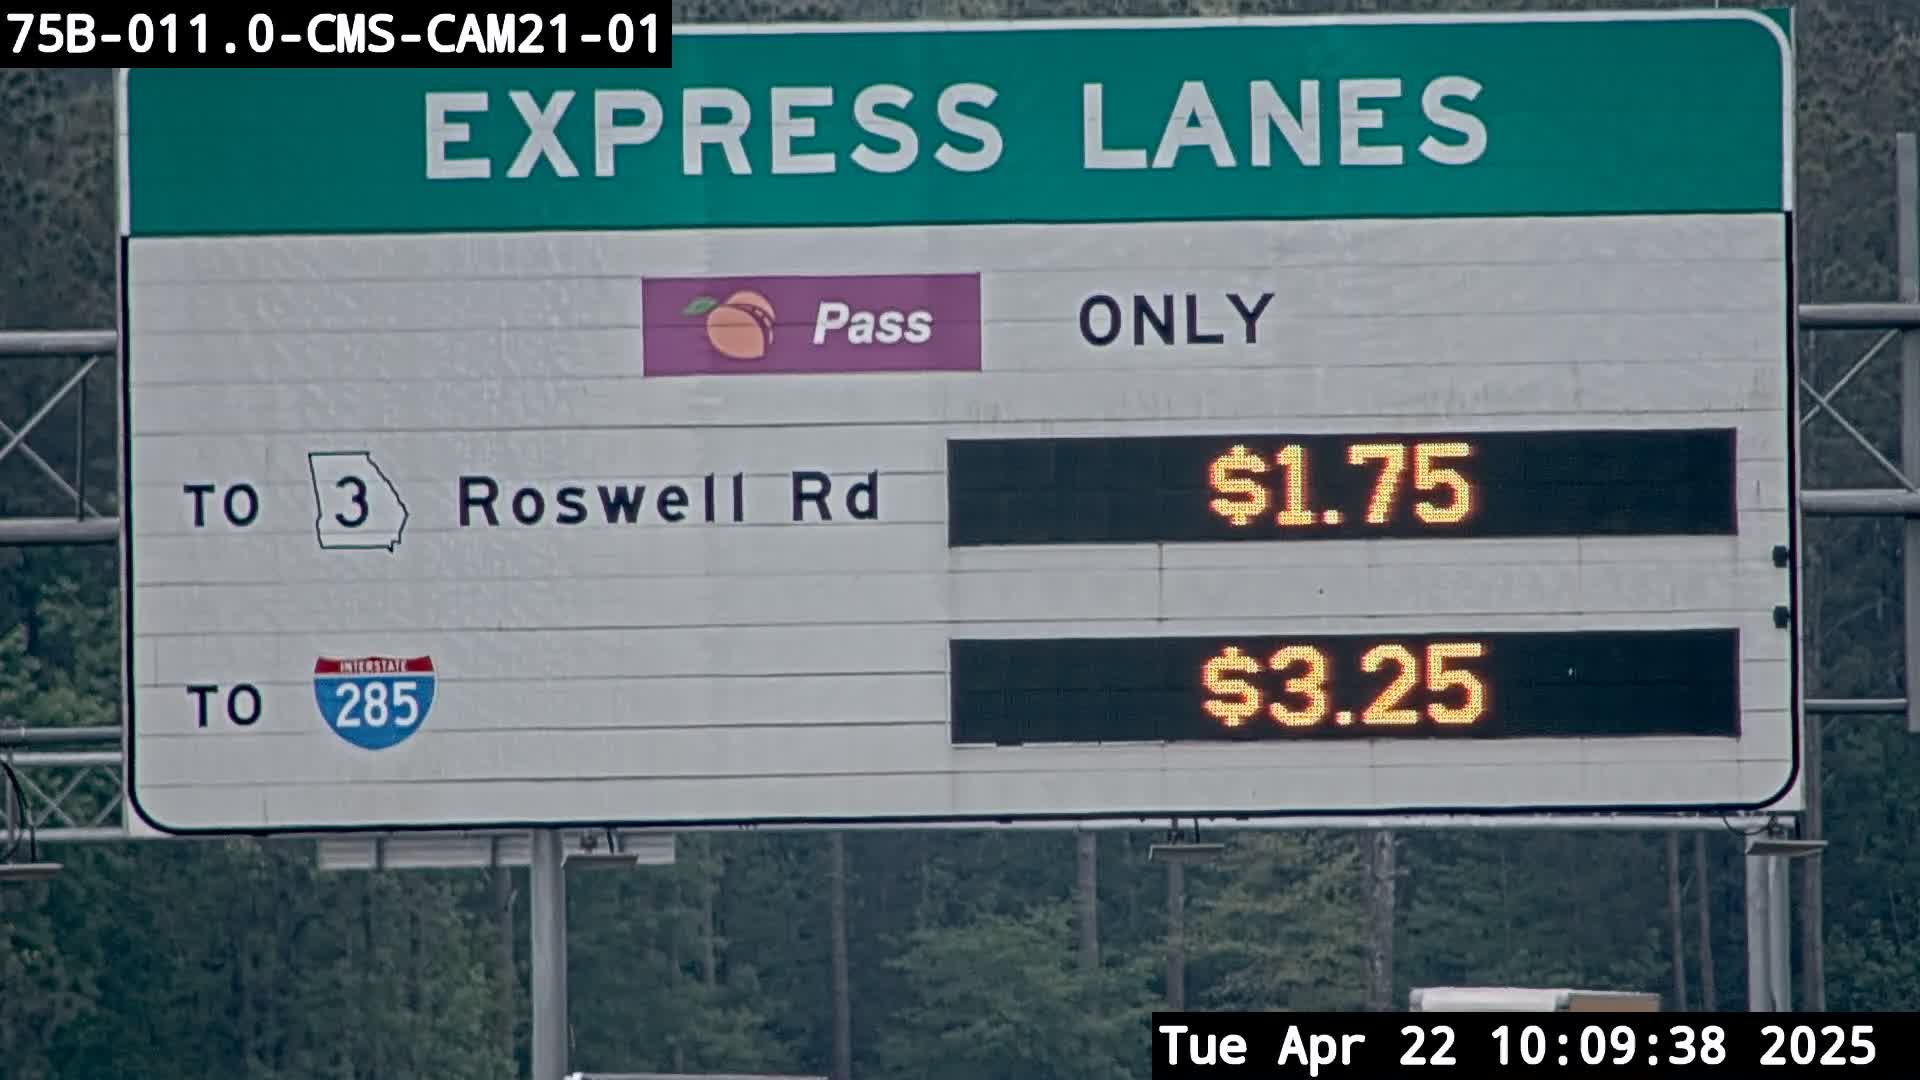 75B-011.0-CMS-CAM21-01
EXPRESS LANES
Pass ONLY
TO 3 Roswell Rd $1.75
INTERSTATE
TO 285 $3.25
Tue Apr 22 10:09:38 2025